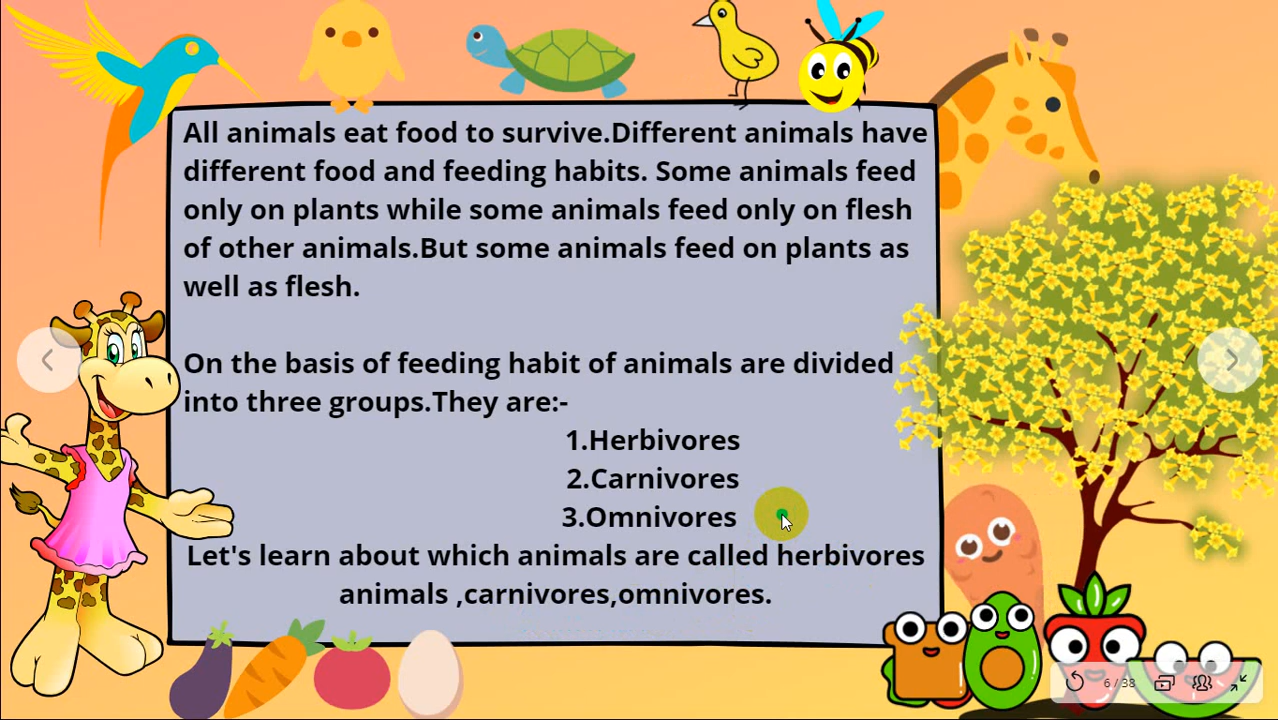 All animals eat food to survive.Different animals have
different food and feeding habits. Some animals feed
only on plants while some animals feed only on flesh
of other animals.But some animals feed on plants as
well as flesh.
On the basis of feeding habit of animals are divided
into three groups.They are:-
1.Herbivores
2.Carnivores
3.Omnivores
Let's learn about which animals are called herbivores
animals ,carnivores,omnivores.
6 / 38